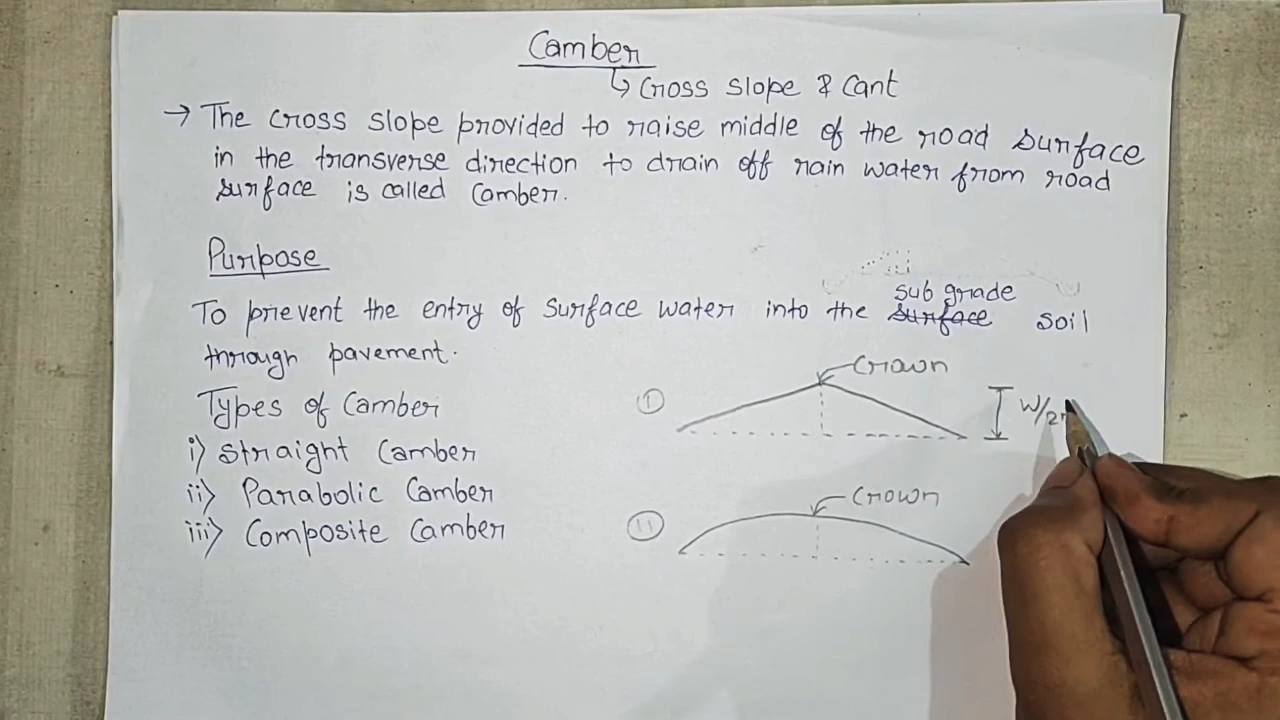 Camber
↳ Cross slope & Cant
→ The cross slope provided to raise middle of the road surface
in the transverse direction to drain off rain water from road
surface is called Camber.
Purpose
To prevent the entry of surface water into the sub grade surface soil
through pavement.
Types of Camber
i) Straight Camber
ii) Parabolic Camber
iii) Composite Camber
I Crown
W/2n
II Crown